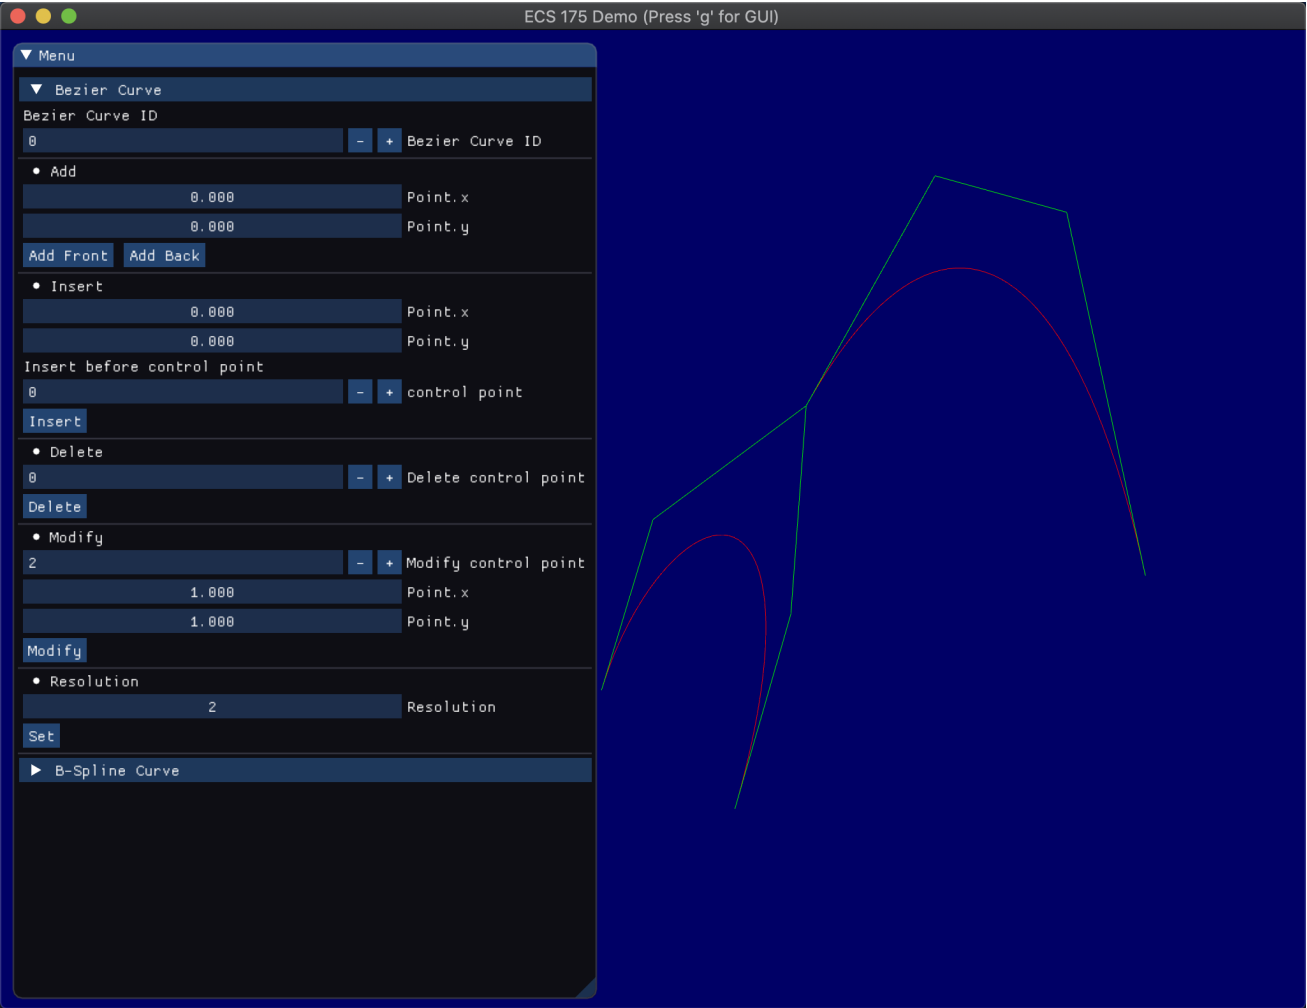 ECS 175 Demo (Press 'g' for GUI)
Menu
Bezier Curve
Bezier Curve ID
0 - + Bezier Curve ID
Add
0.000 Point.x
0.000 Point.y
Add Front Add Back
Insert
0.000 Point.x
0.000 Point.y
Insert before control point
0 - + control point
Insert
Delete
0 - + Delete control point
Delete
Modify
2 - + Modify control point
1.000 Point.x
1.000 Point.y
Modify
Resolution
2 Resolution
Set
B-Spline Curve